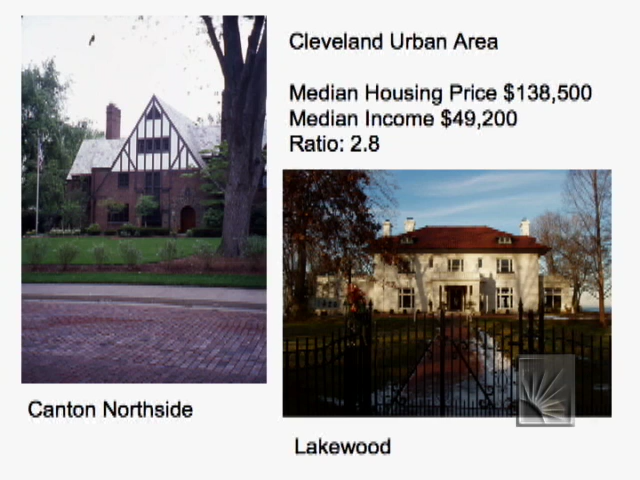 Cleveland Urban Area
Median Housing Price $138,500
Median Income $49,200
Ratio: 2.8
Canton Northside
Lakewood